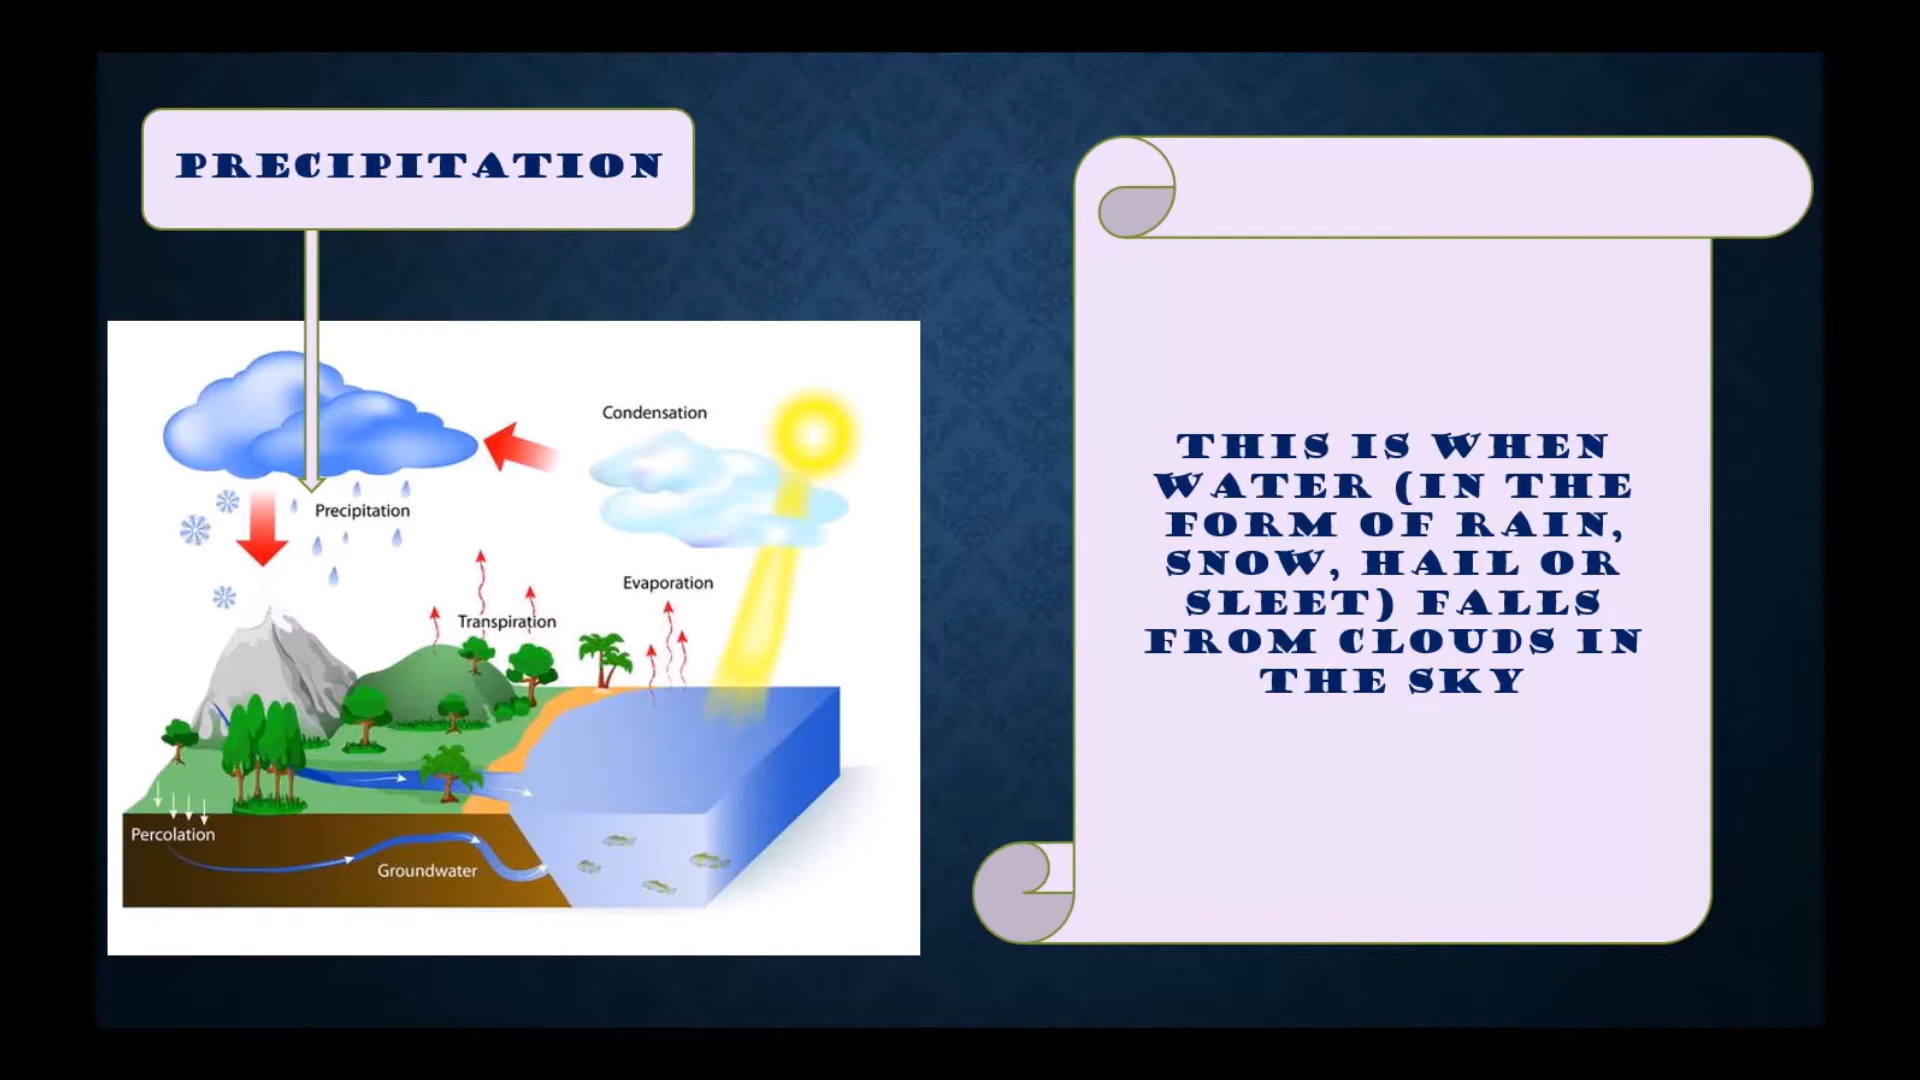 PRECIPITATION
Condensation
Precipitation
Evaporation
Transpiration
Percolation
Groundwater
THIS IS WHEN
WATER (IN THE
FORM OF RAIN,
SNOW, HAIL OR
SLEET) FALLS
FROM CLOUDS IN
THE SKY